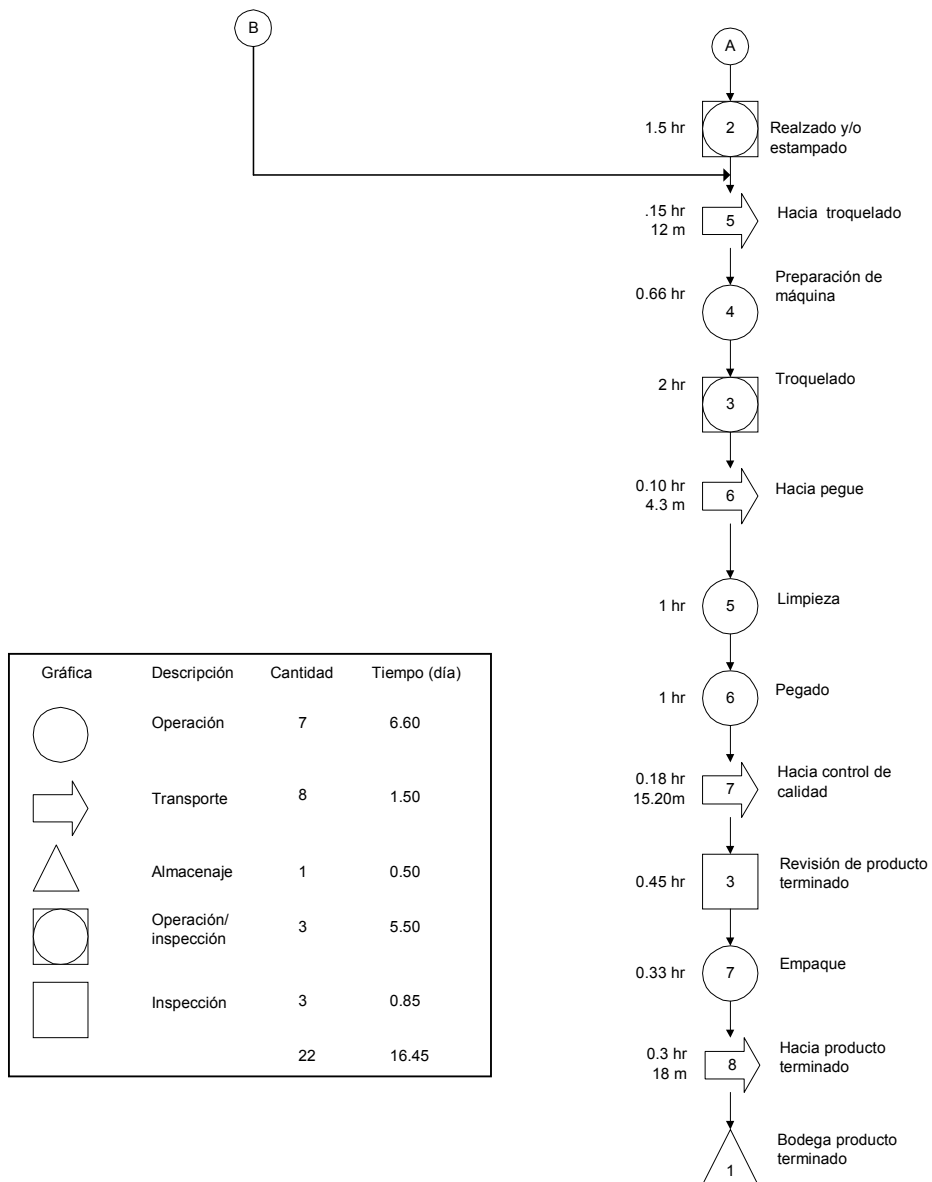 B
A
1.5 hr
2
Realzado y/o
estampado
.15 hr
12 m
5
Hacia troquelado
0.66 hr
4
Preparación de
máquina
2 hr
3
Troquelado
0.10 hr
4.3 m
6
Hacia pegue
1 hr
5
Limpieza
1 hr
6
Pegado
0.18 hr
15.20m
7
Hacia control de
calidad
0.45 hr
3
Revisión de producto
terminado
0.33 hr
7
Empaque
0.3 hr
18 m
8
Hacia producto
terminado
1
Bodega producto
terminado
Gráfica Descripción Cantidad Tiempo (día)
Operación 7 6.60
Transporte 8 1.50
Almacenaje 1 0.50
Operación/
inspección 3 5.50
Inspección 3 0.85
22 16.45